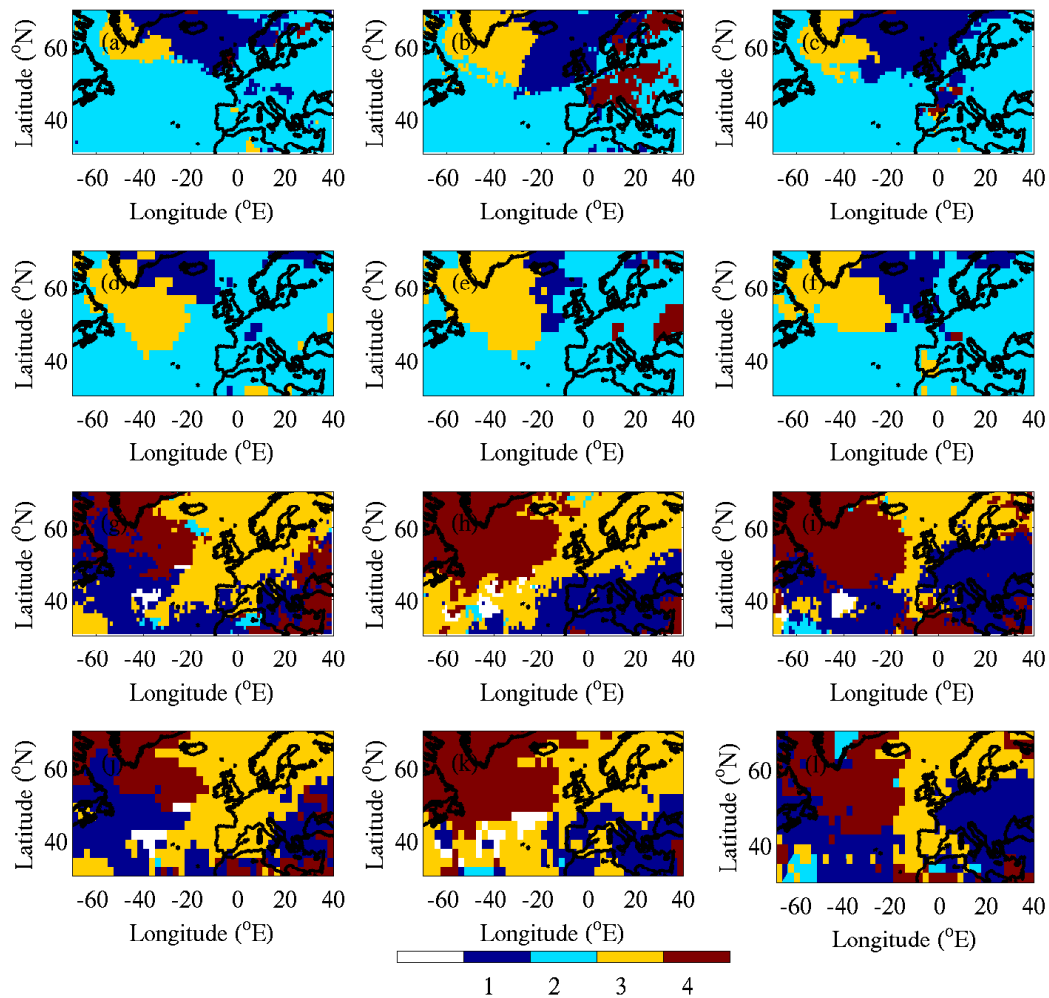 60 (a) 60 (b) 60 (c)
40 40 40
Latitude (°N) Latitude (°N) Latitude (°N)
-60 -40 -20 0 20 40 -60 -40 -20 0 20 40 -60 -40 -20 0 20 40
Longitude (°E) Longitude (°E) Longitude (°E)
60 (d) 60 (e) 60 (f)
40 40 40
Latitude (°N) Latitude (°N) Latitude (°N)
-60 -40 -20 0 20 40 -60 -40 -20 0 20 40 -60 -40 -20 0 20 40
Longitude (°E) Longitude (°E) Longitude (°E)
60 (g) 60 (h) 60 (i)
40 40 40
Latitude (°N) Latitude (°N) Latitude (°N)
-60 -40 -20 0 20 40 -60 -40 -20 0 20 40 -60 -40 -20 0 20 40
Longitude (°E) Longitude (°E) Longitude (°E)
60 (j) 60 (k) 60 (l)
40 40 40
Latitude (°N) Latitude (°N) Latitude (°N)
-60 -40 -20 0 20 40 -60 -40 -20 0 20 40 -60 -40 -20 0 20 40
Longitude (°E) Longitude (°E) Longitude (°E)
1 2 3 4